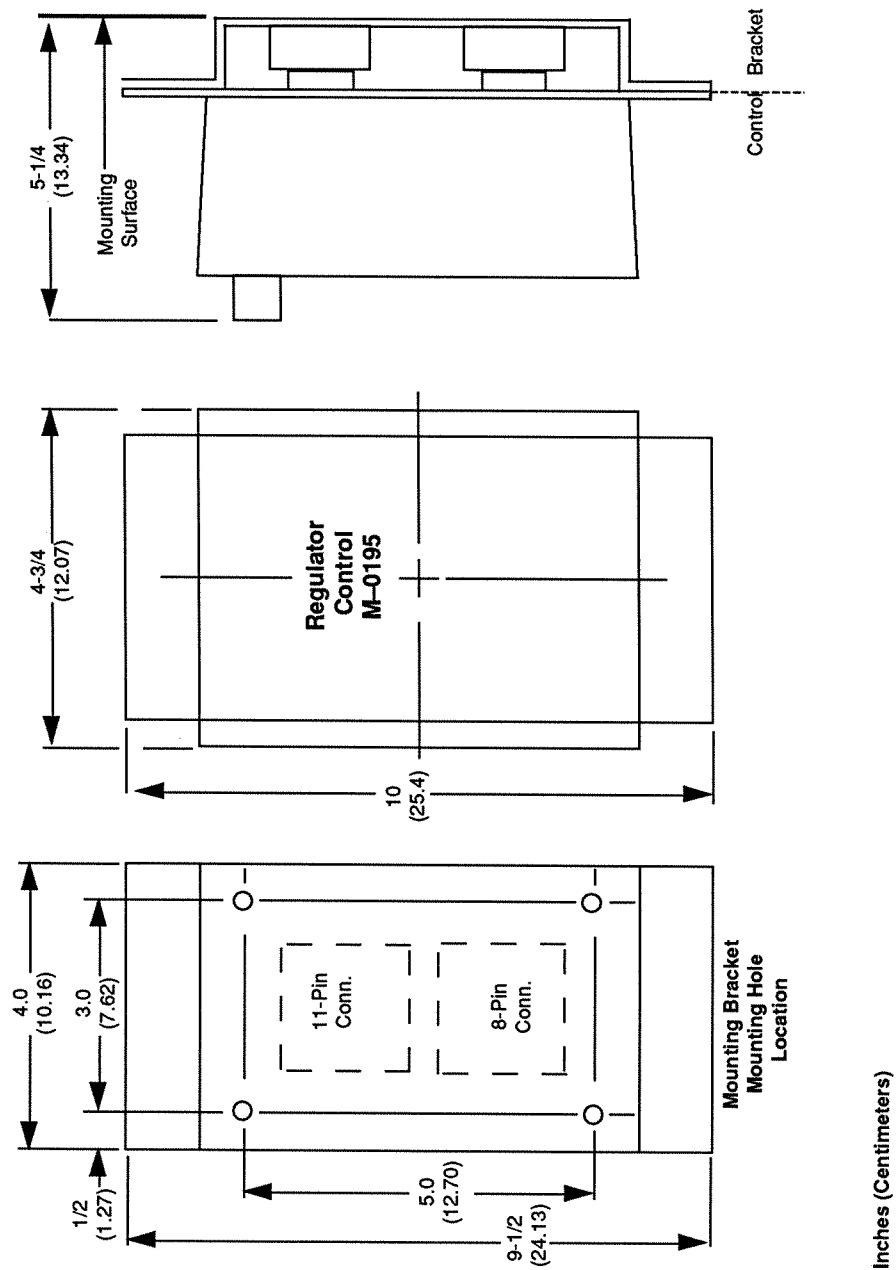 5-1/4
(13.34)
Mounting
Surface
Control Bracket
4-3/4
(12.07)
Regulator
Control
M–0195
10
(25.4)
4.0
(10.16)
3.0
(7.62)
1/2
(1.27)
11-Pin
Conn.
8-Pin
Conn.
5.0
(12.70)
9-1/2
(24.13)
Mounting Bracket
Mounting Hole
Location
Inches (Centimeters)